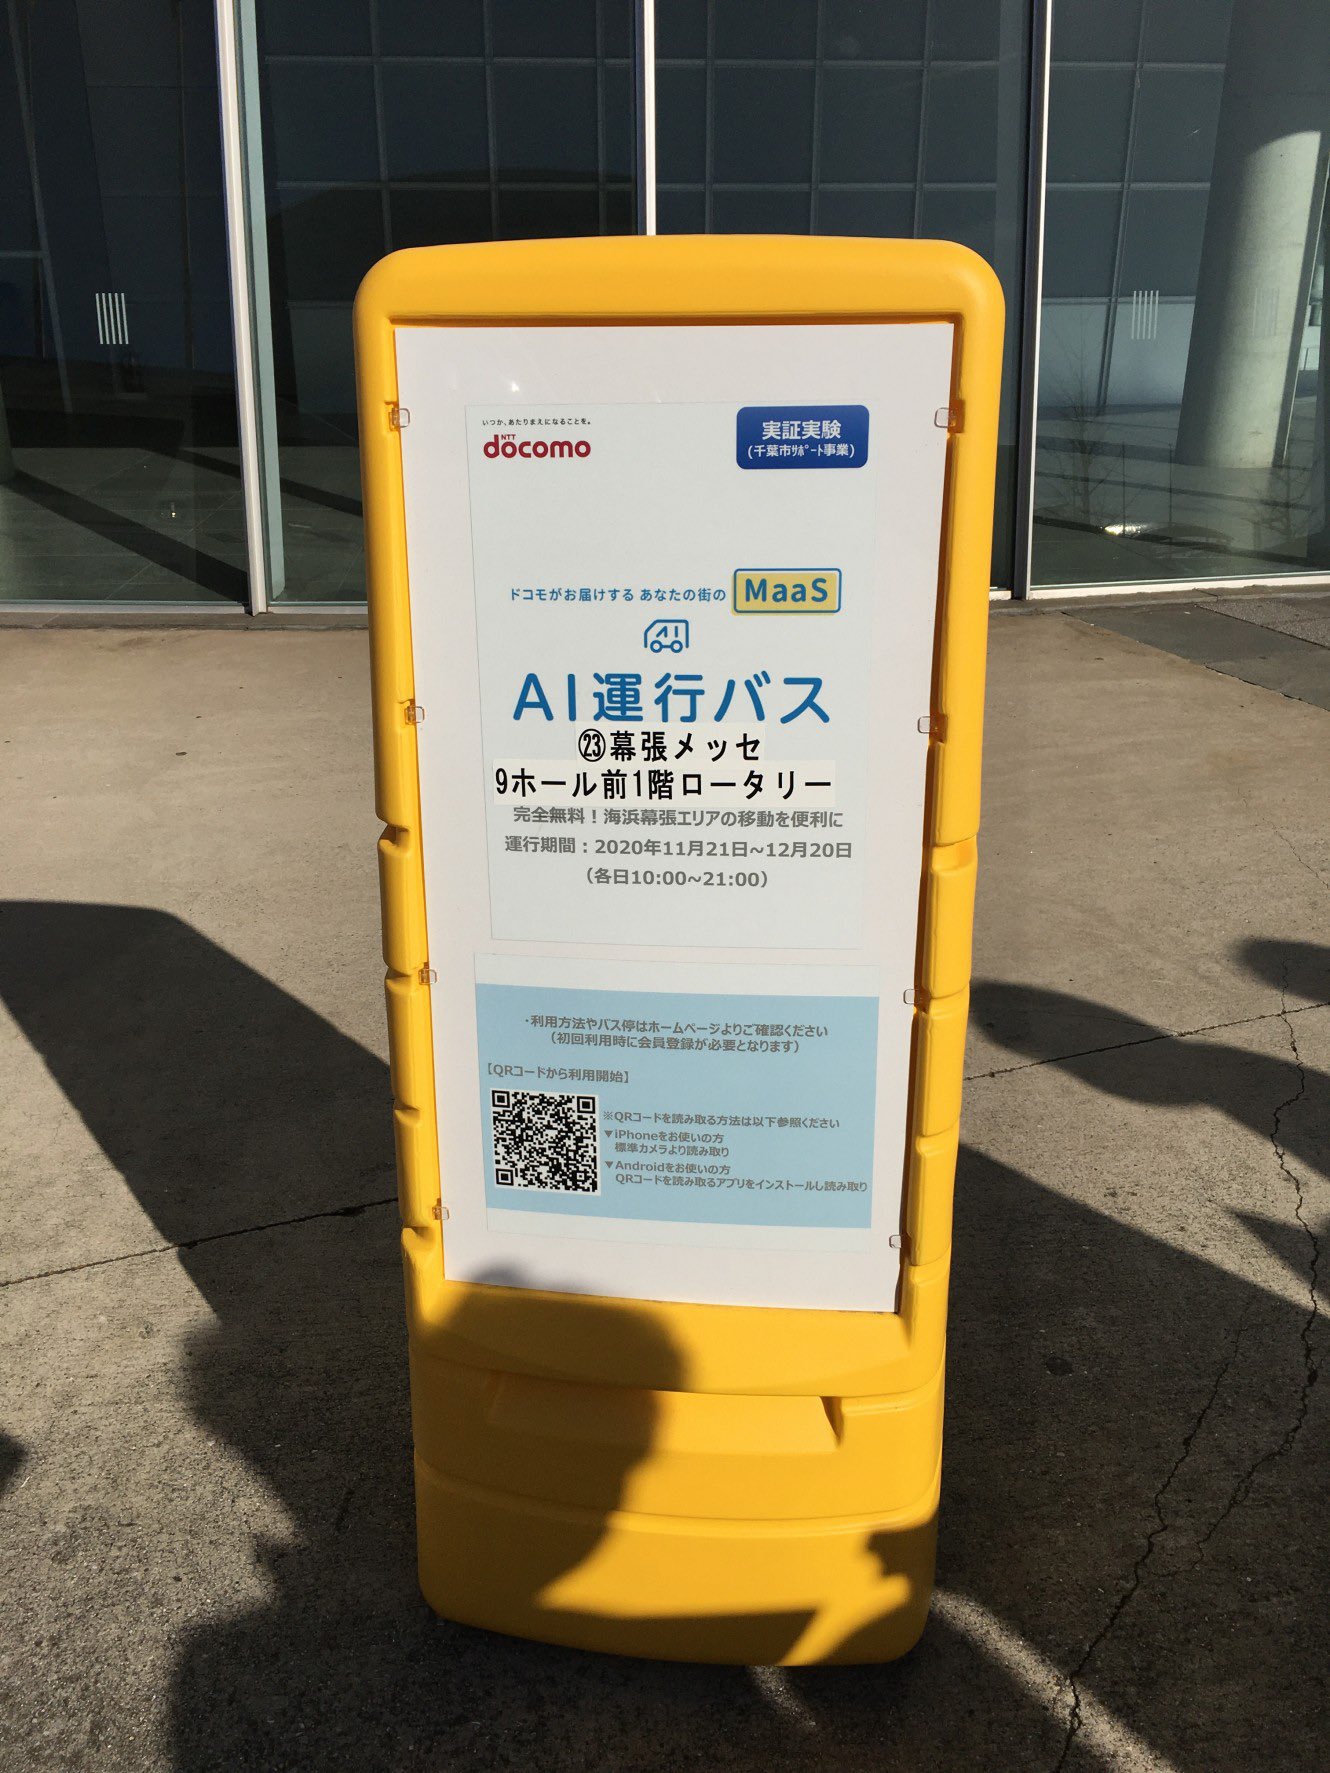 いつか、あたりまえになることを。
NTT
docomo
実証実験
(千葉市ｻﾎﾟｰﾄ事業)
ドコモがお届けする あなたの街の MaaS
AI
AI運行バス
㉓幕張メッセ
9ホール前1階ロータリー
完全無料！海浜幕張エリアの移動を便利に
運行期間：2020年11月21日~12月20日
（各日10:00~21:00）
・利用方法やバス停はホームページよりご確認ください
（初回利用時に会員登録が必要となります）
【QRコードから利用開始】
※QRコードを読み取る方法は以下参照ください
▼iPhoneをお使いの方
標準カメラより読み取り
▼Androidをお使いの方
QRコードを読み取るアプリをインストールし読み取り